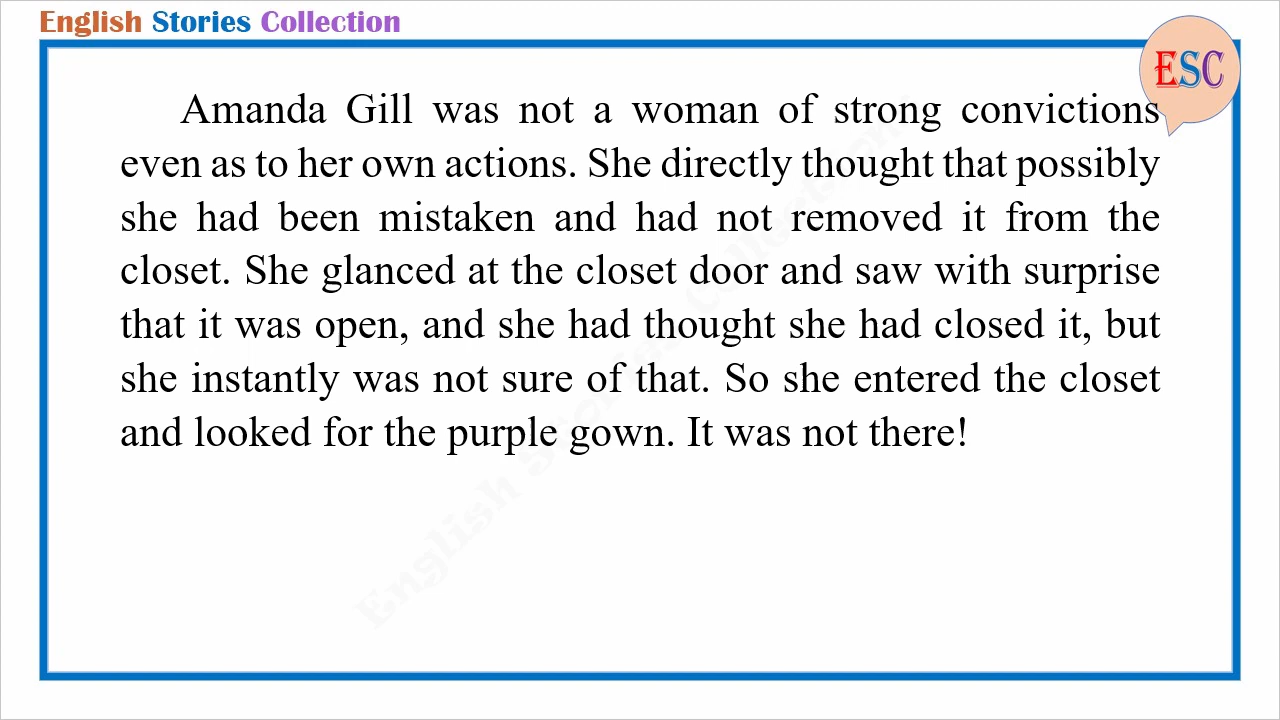 English Stories Collection
ESC
Amanda Gill was not a woman of strong convictions
even as to her own actions. She directly thought that possibly
she had been mistaken and had not removed it from the
closet. She glanced at the closet door and saw with surprise
that it was open, and she had thought she had closed it, but
she instantly was not sure of that. So she entered the closet
and looked for the purple gown. It was not there!
English Stories Collection